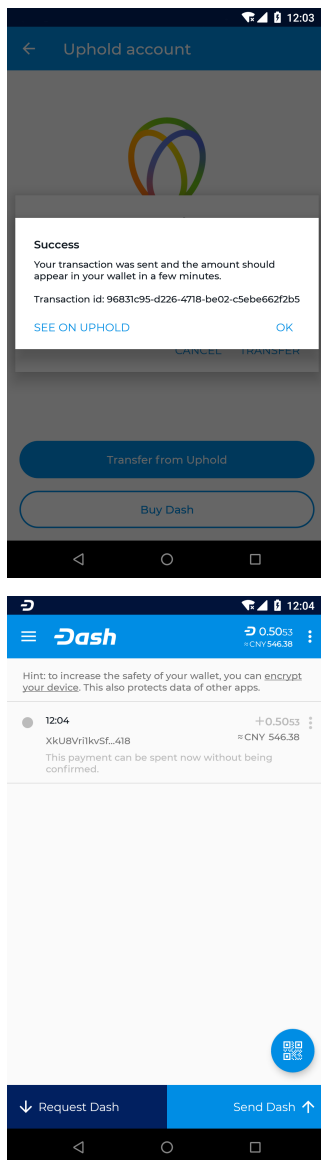 12:03
Uphold account
Success
Your transaction was sent and the amount should
appear in your wallet in a few minutes.
Transaction id: 96831c95-d226-4718-be02-c5ebe662f2b5
SEE ON UPHOLD OK
CANCEL TRANSFER
Transfer from Uphold
Buy Dash
12:04
Dash
0.5053
≈CNY 546.38
Hint: to increase the safety of your wallet, you can encrypt
your device. This also protects data of other apps.
12:04 +0.5053
XkU8Vri1kvSf...418 ≈CNY 546.38
This payment can be spent now without being
confirmed.
Request Dash Send Dash